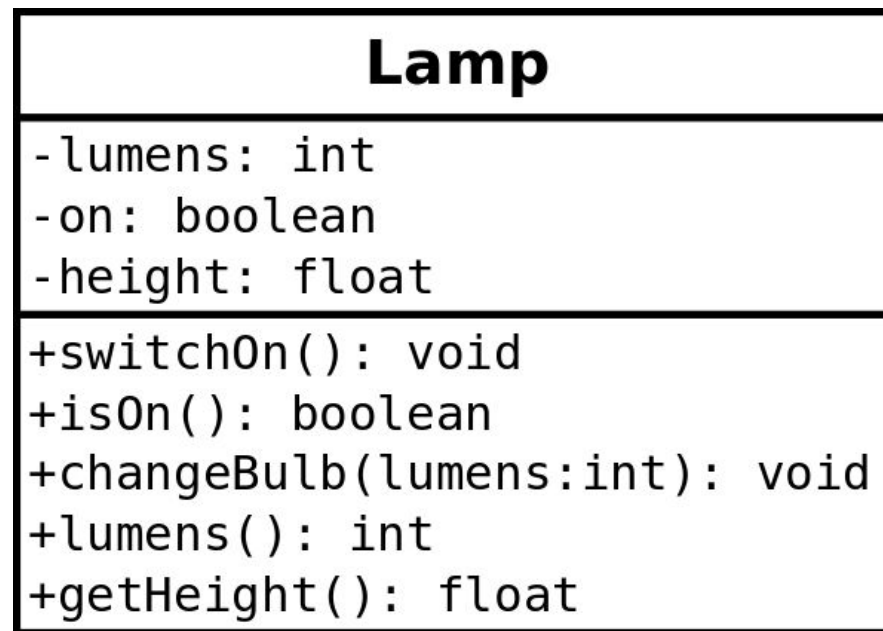 Lamp
-lumens: int
-on: boolean
-height: float
+switchOn(): void
+isOn(): boolean
+changeBulb(lumens:int): void
+lumens(): int
+getHeight(): float